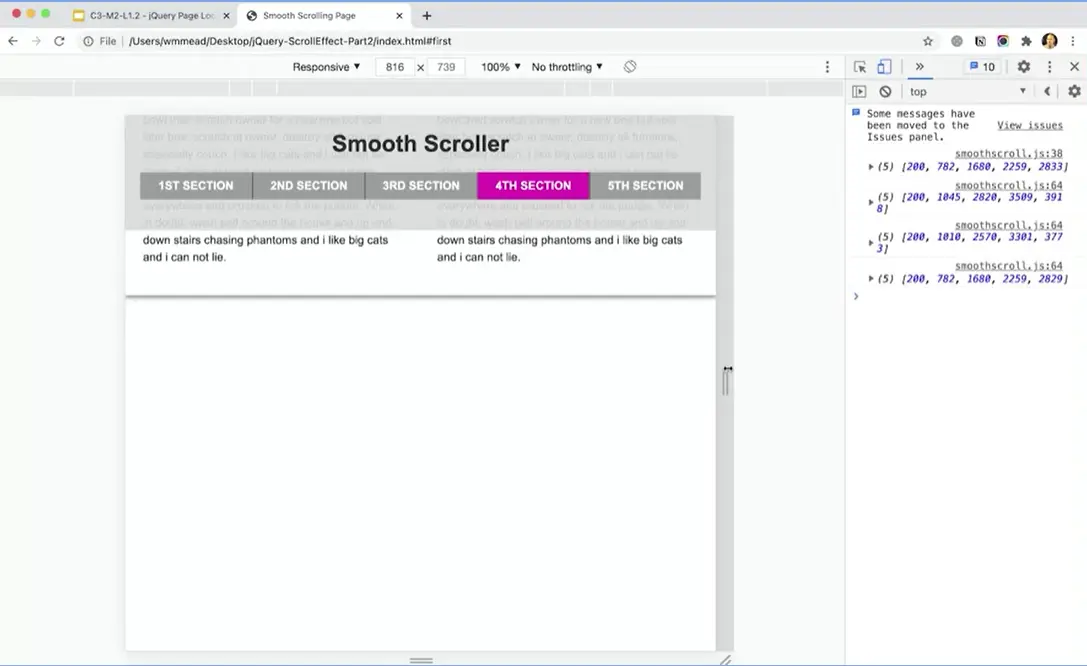 C3-M2-L1.2 - jQuery Page Loc
Smooth Scrolling Page
File
/Users/wmmead/Desktop/jQuery-ScrollEffect-Part2/index.html#first
Responsive ▼ 816 × 739 100% ▼ No throttling ▼
10
top
Some messages have
been moved to the
Issues panel.
View issues
smoothscroll.js:38
(5) [200, 782, 1680, 2259, 2833]
smoothscroll.js:64
(5) [200, 1045, 2820, 3509, 391
8]
smoothscroll.js:64
(5) [200, 1010, 2570, 3301, 377
3]
smoothscroll.js:64
(5) [200, 782, 1680, 2259, 2829]
Smooth Scroller
1ST SECTION 2ND SECTION 3RD SECTION 4TH SECTION 5TH SECTION
down stairs chasing phantoms and i like big cats
and i can not lie.
down stairs chasing phantoms and i like big cats
and i can not lie.